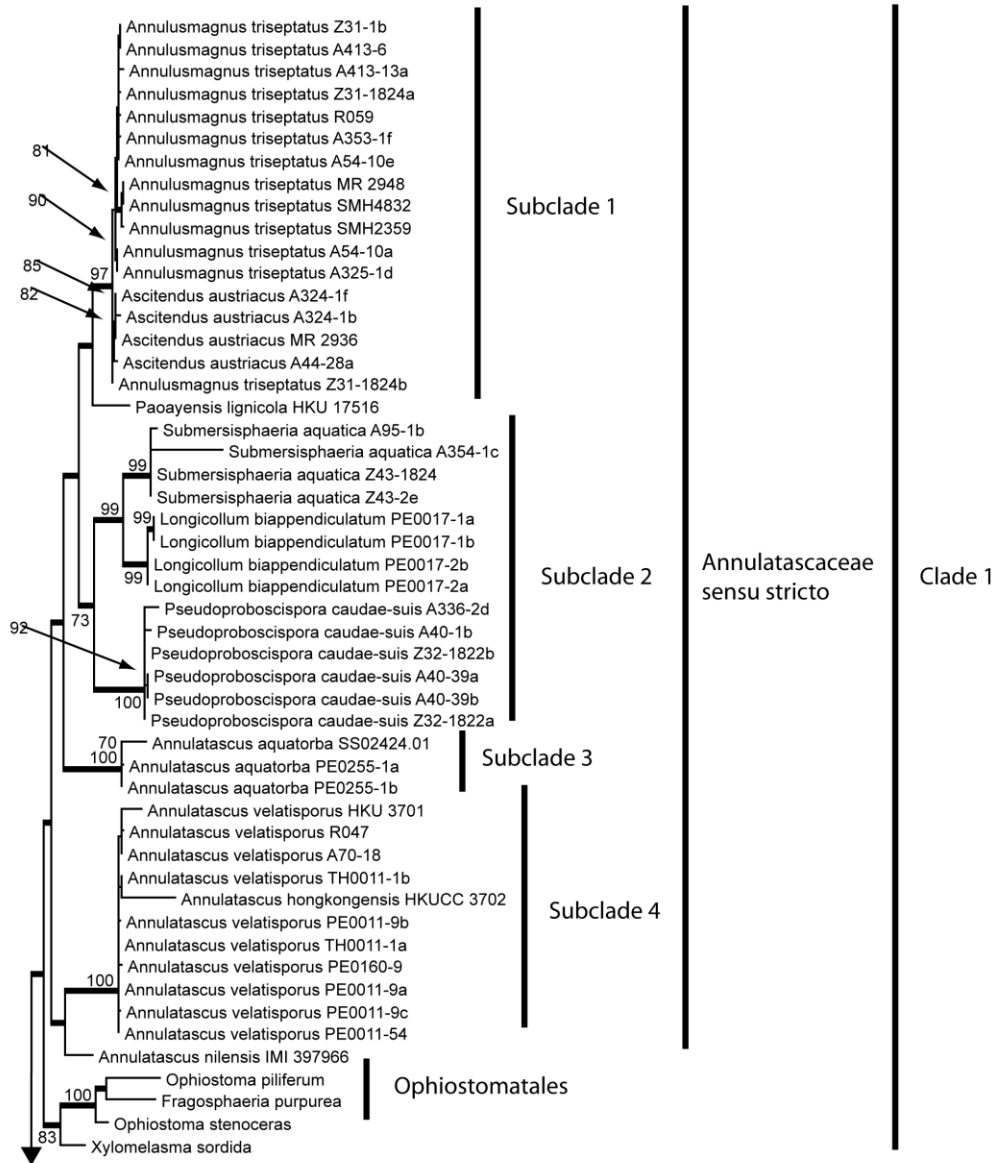 Annulusmagnus triseptatus Z31-1b
Annulusmagnus triseptatus A413-6
Annulusmagnus triseptatus A413-13a
Annulusmagnus triseptatus Z31-1824a
Annulusmagnus triseptatus R059
Annulusmagnus triseptatus A353-1f
81
Annulusmagnus triseptatus A54-10e
Annulusmagnus triseptatus MR 2948
90
Annulusmagnus triseptatus SMH4832
Subclade 1
Annulusmagnus triseptatus SMH2359
Annulusmagnus triseptatus A54-10a
85
97
Annulusmagnus triseptatus A325-1d
82
Ascitendus austriacus A324-1f
Ascitendus austriacus A324-1b
Ascitendus austriacus MR 2936
Ascitendus austriacus A44-28a
Annulusmagnus triseptatus Z31-1824b
Paoayensis lignicola HKU 17516
Submersisphaeria aquatica A95-1b
Submersisphaeria aquatica A354-1c
99
Submersisphaeria aquatica Z43-1824
Submersisphaeria aquatica Z43-2e
99
99
Longicollum biappendiculatum PE0017-1a
Longicollum biappendiculatum PE0017-1b
99
Longicollum biappendiculatum PE0017-2b
Longicollum biappendiculatum PE0017-2a
Subclade 2
Annulatascaceae
sensu stricto
Clade 1
Pseudoproboscispora caudae-suis A336-2d
73
92
Pseudoproboscispora caudae-suis A40-1b
Pseudoproboscispora caudae-suis Z32-1822b
Pseudoproboscispora caudae-suis A40-39a
100
Pseudoproboscispora caudae-suis A40-39b
Pseudoproboscispora caudae-suis Z32-1822a
70
Annulatascus aquatorba SS02424.01
100
Annulatascus aquatorba PE0255-1a
Subclade 3
Annulatascus aquatorba PE0255-1b
Annulatascus velatisporus HKU 3701
Annulatascus velatisporus R047
Annulatascus velatisporus A70-18
Annulatascus velatisporus TH0011-1b
Annulatascus hongkongensis HKUCC 3702
Subclade 4
Annulatascus velatisporus PE0011-9b
Annulatascus velatisporus TH0011-1a
Annulatascus velatisporus PE0160-9
100
Annulatascus velatisporus PE0011-9a
Annulatascus velatisporus PE0011-9c
Annulatascus velatisporus PE0011-54
Annulatascus nilensis IMI 397966
Ophiostoma piliferum
100
Fragosphaeria purpurea
Ophiostomatales
Ophiostoma stenoceras
83
Xylomelasma sordida